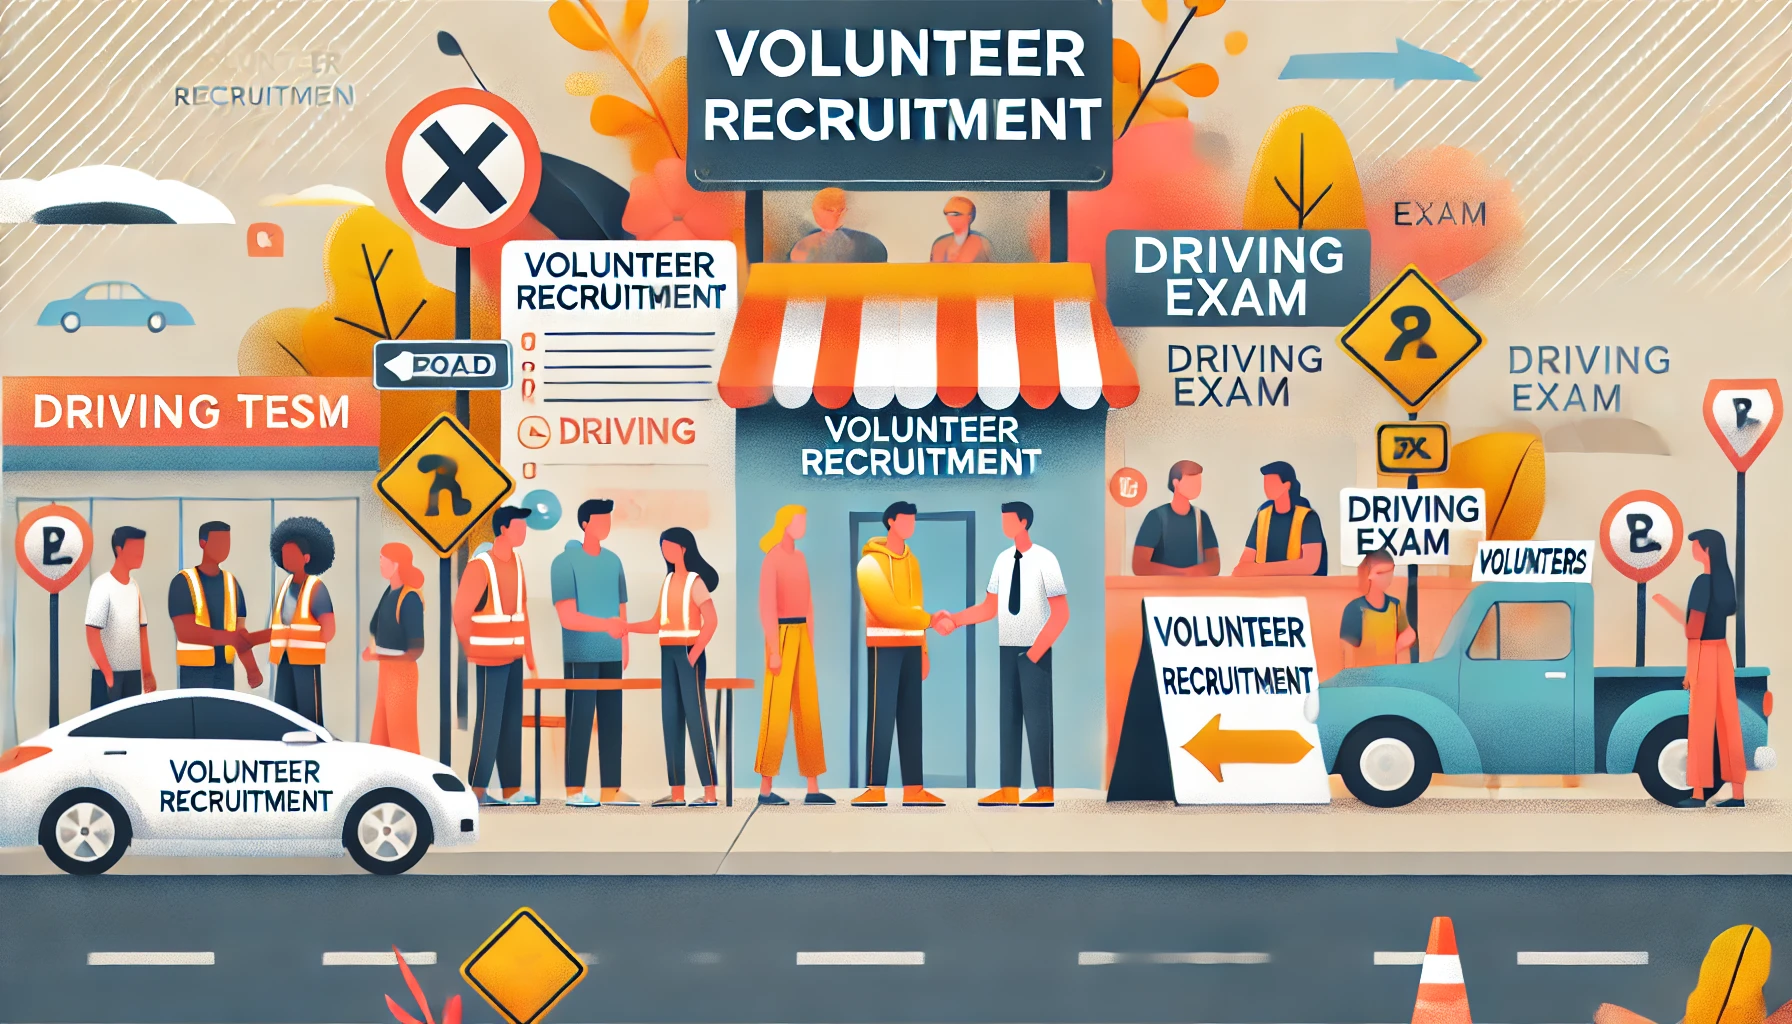 VOLUNTEER
RECRUITMENT
RECRUITMEN
EXAM
VOLUNTEER
RECRUITMENT
DRIVING
EXAM
DRIVING
EXAM
DRIVING
EXAM
ROAD
DRIVING TESM
DRIVING
VOLUNTEER
RECRUITMENT
DRIVING
EXAM
VOLUNTERS
VOLUNTEER
RECRUITMENT
VOLUNTEER
RECRUITMENT